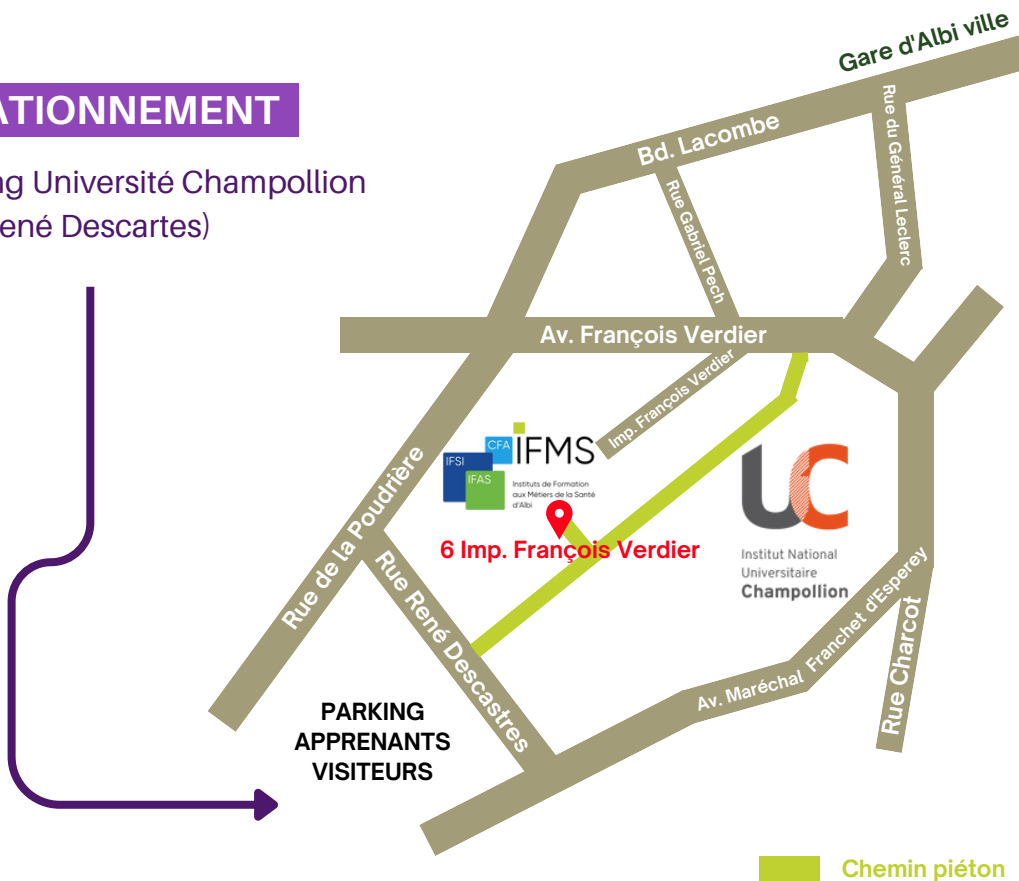 Gare d'Albi ville
ATIONNEMENT
Bd. Lacombe
Rue du Général Leclerc
ng Université Champollion
ené Descartes)
Rue Gabriel Pech
Av. François Verdier
Imp. François Verdier
CFA
IFMS
IFSI
IFAS
Instituts de Formation
aux Métiers de la Santé
d'Albi
Rue de la Poudrière
6 Imp. François Verdier
UC
Institut National
Universitaire
Champollion
Rue René Descastres
Av. Maréchal Franchet d'Esperey
Rue Charcot
PARKING
APPRENANTS
VISITEURS
Chemin piéton